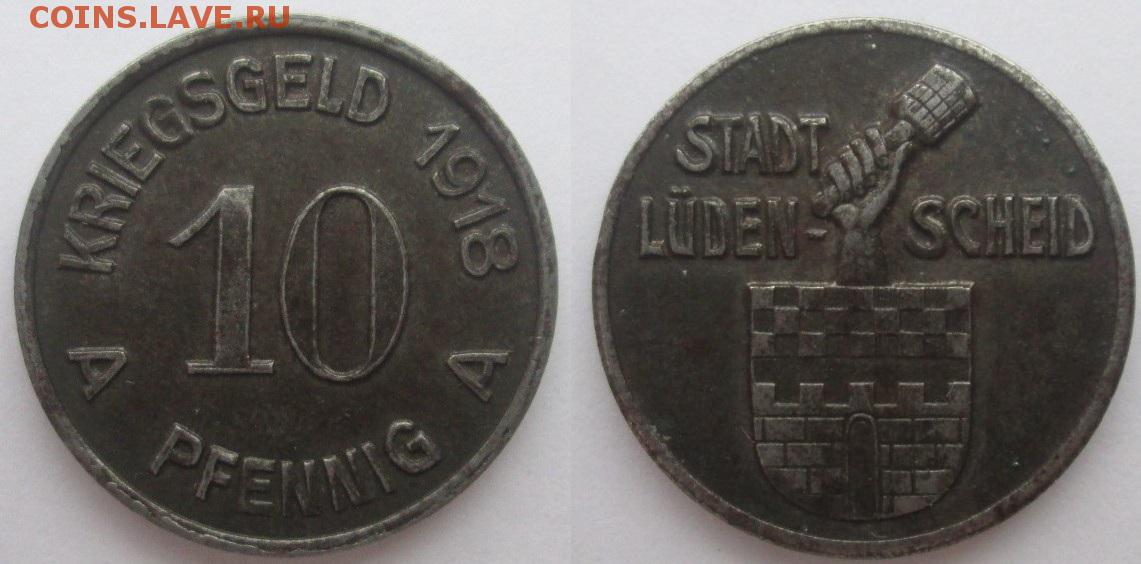 COINS.LAVE.RU
KRIEGSGELD 1918
10
A A
PFENNIG
STADT
LÜDEN-SCHEID